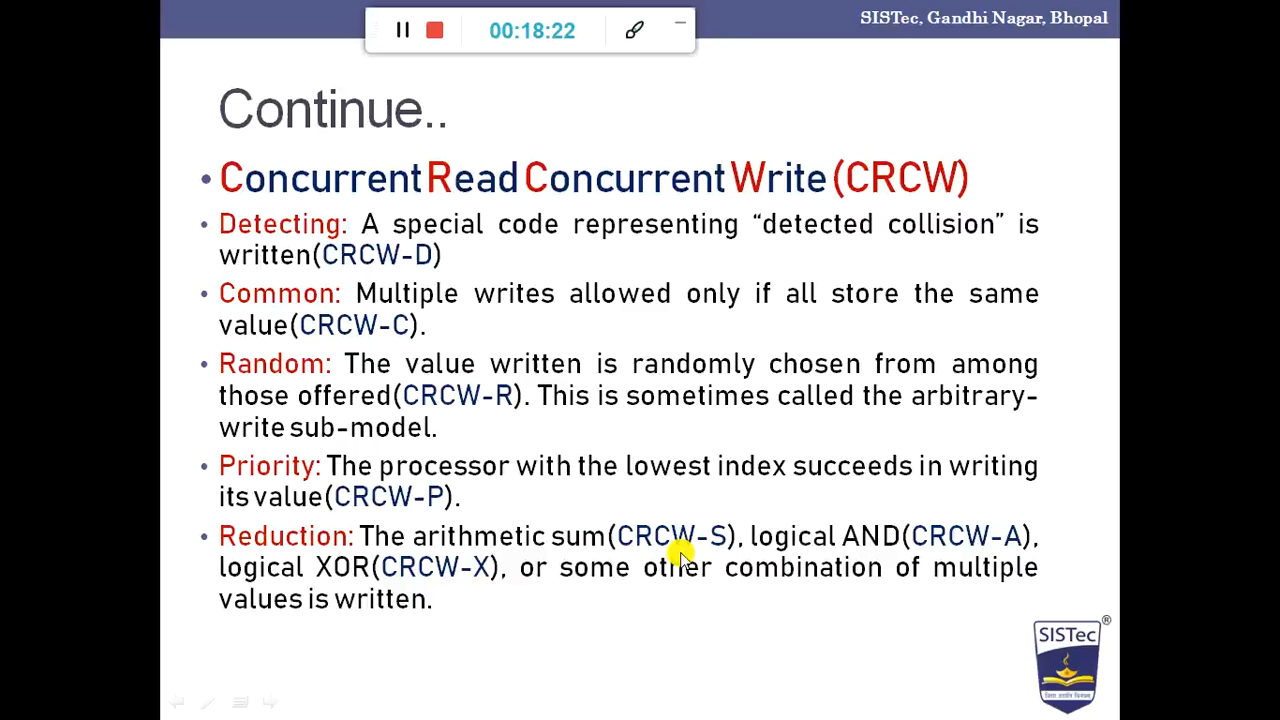 SISTec, Gandhi Nagar, Bhopal
00:18:22
Continue..
• Concurrent Read Concurrent Write (CRCW)
• Detecting: A special code representing “detected collision” is
written(CRCW-D)
• Common: Multiple writes allowed only if all store the same
value(CRCW-C).
• Random: The value written is randomly chosen from among
those offered(CRCW-R). This is sometimes called the arbitrary-
write sub-model.
• Priority: The processor with the lowest index succeeds in writing
its value(CRCW-P).
• Reduction: The arithmetic sum(CRCW-S), logical AND(CRCW-A),
logical XOR(CRCW-X), or some other combination of multiple
values is written.
®
SISTec